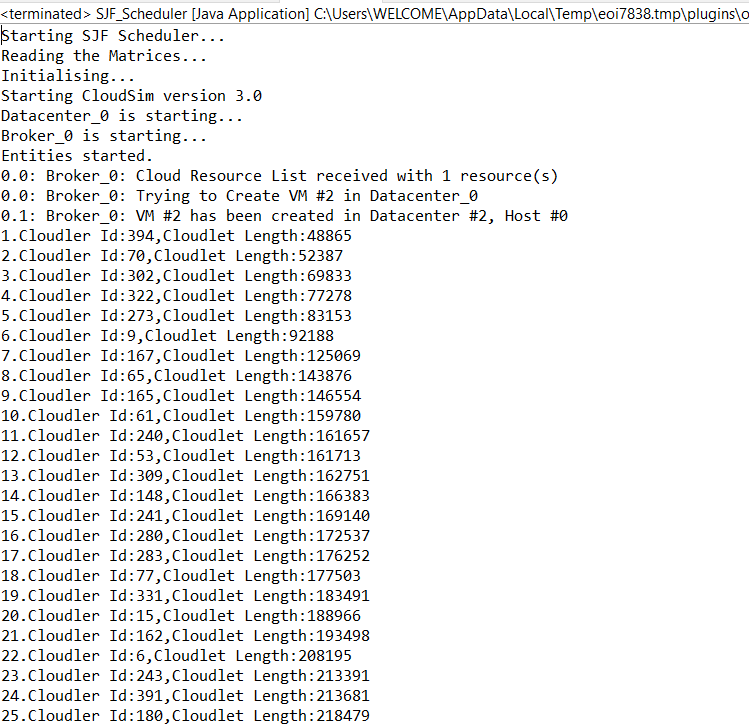 <terminated> SJF_Scheduler [Java Application] C:\Users\WELCOME\AppData\Local\Temp\eoi7838.tmp\plugins\o
Starting SJF Scheduler...
Reading the Matrices...
Initialising...
Starting CloudSim version 3.0
Datacenter_0 is starting...
Broker_0 is starting...
Entities started.
0.0: Broker_0: Cloud Resource List received with 1 resource(s)
0.0: Broker_0: Trying to Create VM #2 in Datacenter_0
0.1: Broker_0: VM #2 has been created in Datacenter #2, Host #0
1.Cloudler Id:394,Cloudlet Length:48865
2.Cloudler Id:70,Cloudlet Length:52387
3.Cloudler Id:302,Cloudlet Length:69833
4.Cloudler Id:322,Cloudlet Length:77278
5.Cloudler Id:273,Cloudlet Length:83153
6.Cloudler Id:9,Cloudlet Length:92188
7.Cloudler Id:167,Cloudlet Length:125069
8.Cloudler Id:65,Cloudlet Length:143876
9.Cloudler Id:165,Cloudlet Length:146554
10.Cloudler Id:61,Cloudlet Length:159780
11.Cloudler Id:240,Cloudlet Length:161657
12.Cloudler Id:53,Cloudlet Length:161713
13.Cloudler Id:309,Cloudlet Length:162751
14.Cloudler Id:148,Cloudlet Length:166383
15.Cloudler Id:241,Cloudlet Length:169140
16.Cloudler Id:280,Cloudlet Length:172537
17.Cloudler Id:283,Cloudlet Length:176252
18.Cloudler Id:77,Cloudlet Length:177503
19.Cloudler Id:331,Cloudlet Length:183491
20.Cloudler Id:15,Cloudlet Length:188966
21.Cloudler Id:162,Cloudlet Length:193498
22.Cloudler Id:6,Cloudlet Length:208195
23.Cloudler Id:243,Cloudlet Length:213391
24.Cloudler Id:391,Cloudlet Length:213681
25.Cloudler Id:180,Cloudlet Length:218479